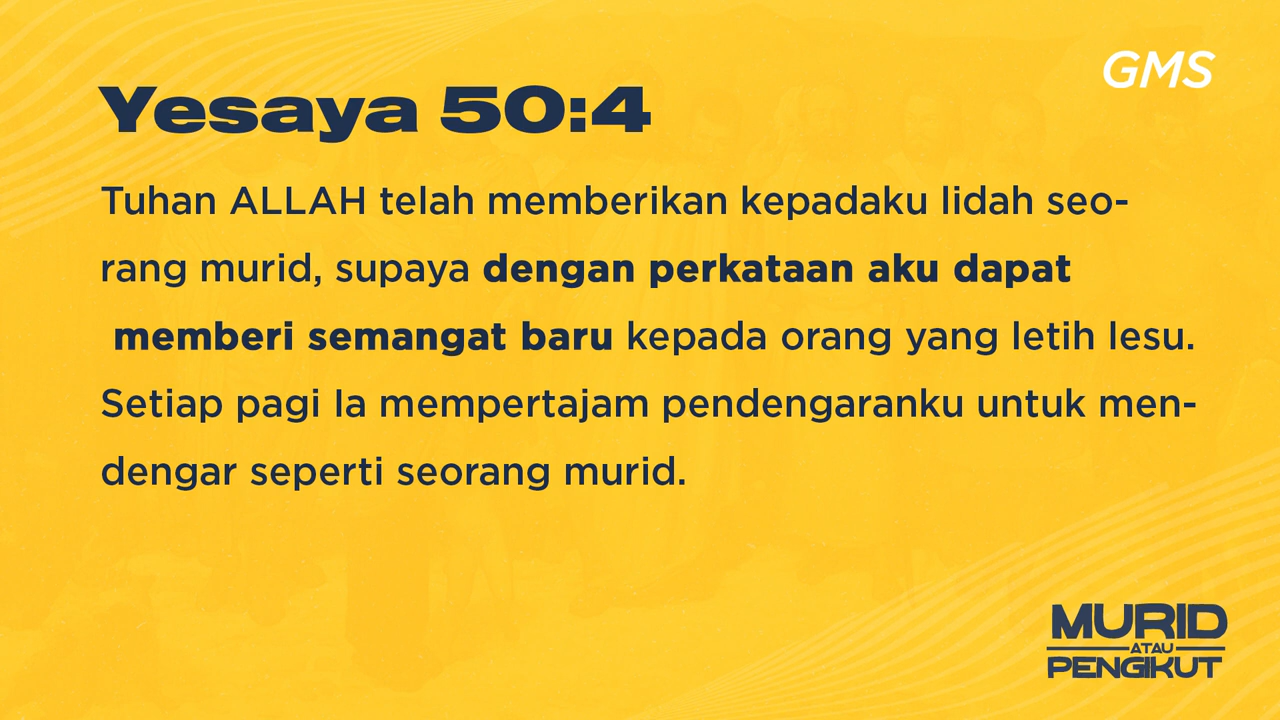 GMS
Yesaya 50:4
Tuhan ALLAH telah memberikan kepadaku lidah seo-
rang murid, supaya dengan perkataan aku dapat
memberi semangat baru kepada orang yang letih lesu.
Setiap pagi Ia mempertajam pendengaranku untuk men-
dengar seperti seorang murid.
MURID
ATAU
PENGIKUT